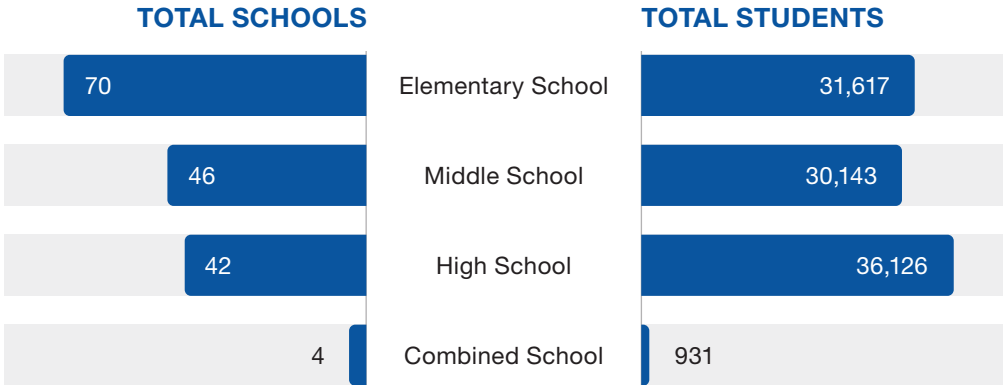 TOTAL SCHOOLS TOTAL STUDENTS
70 Elementary School 31,617
46 Middle School 30,143
42 High School 36,126
4 Combined School 931